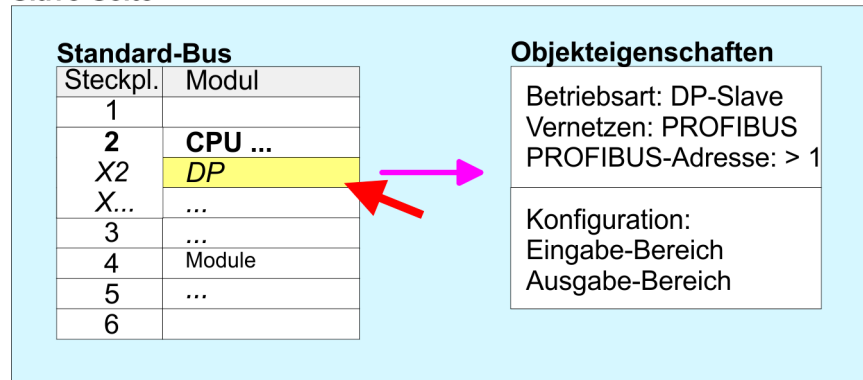 Standard-Bus
Steckpl. Modul
1
2 CPU ...
X2 DP
X... ...
3 ...
4 Module
5 ...
6
Objekteigenschaften
Betriebsart: DP-Slave
Vernetzen: PROFIBUS
PROFIBUS-Adresse: > 1
Konfiguration:
Eingabe-Bereich
Ausgabe-Bereich